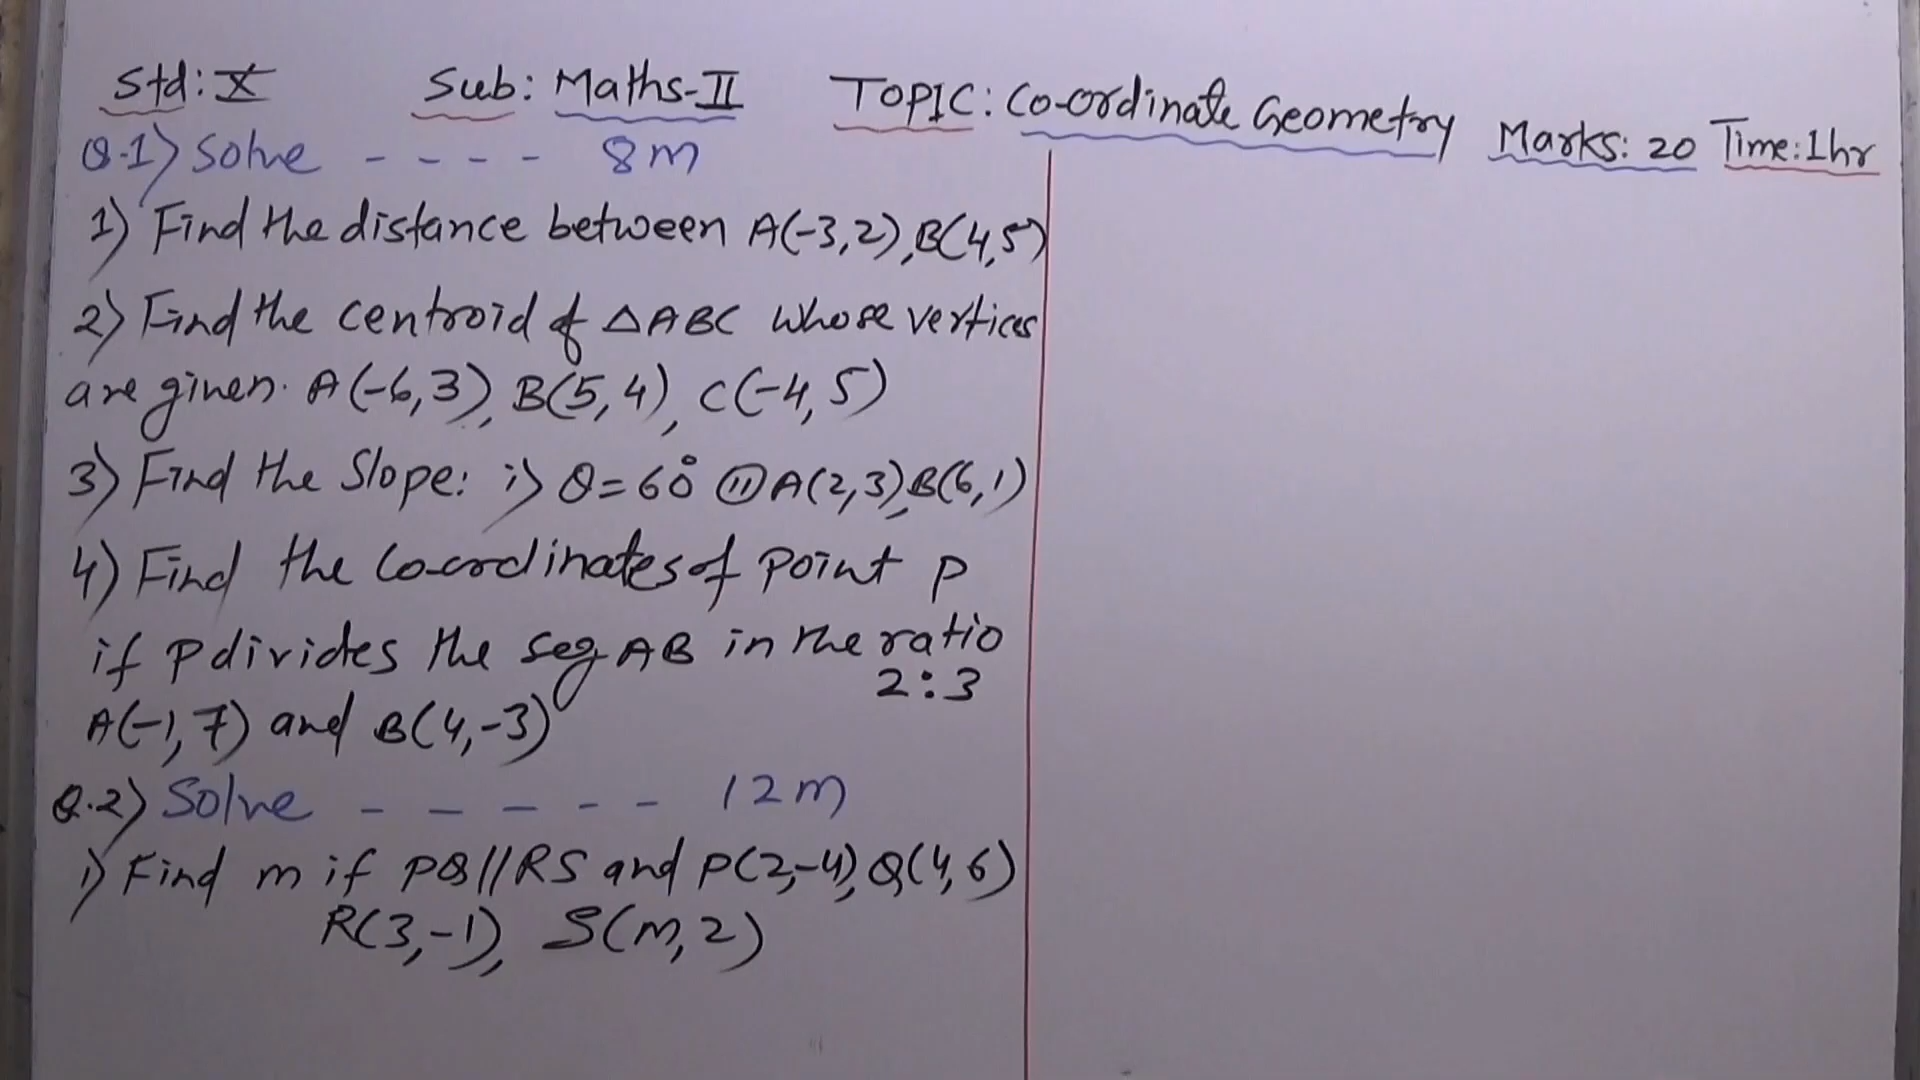 Std: X Sub: Maths-II TOPIC: Co-ordinate Geometry Marks: 20 Time: 1hr
Q.1) Solve - - - - 8m
1) Find the distance between A(-3,2), B(4,5)
2) Find the centroid of △ABC whose vertices
are given. A(-6,3), B(5,4), C(-4,5)
3) Find the Slope: i) θ=60° (ii) A(2,3), B(6,1)
4) Find the Co-ordinates of point P
if P divides the seg AB in the ratio
2:3
A(-1,7) and B(4,-3)
Q.2) Solve - - - - - - 12m
i) Find m if PQ//RS and P(2,-4), Q(4,6)
R(3,-1), S(m,2)